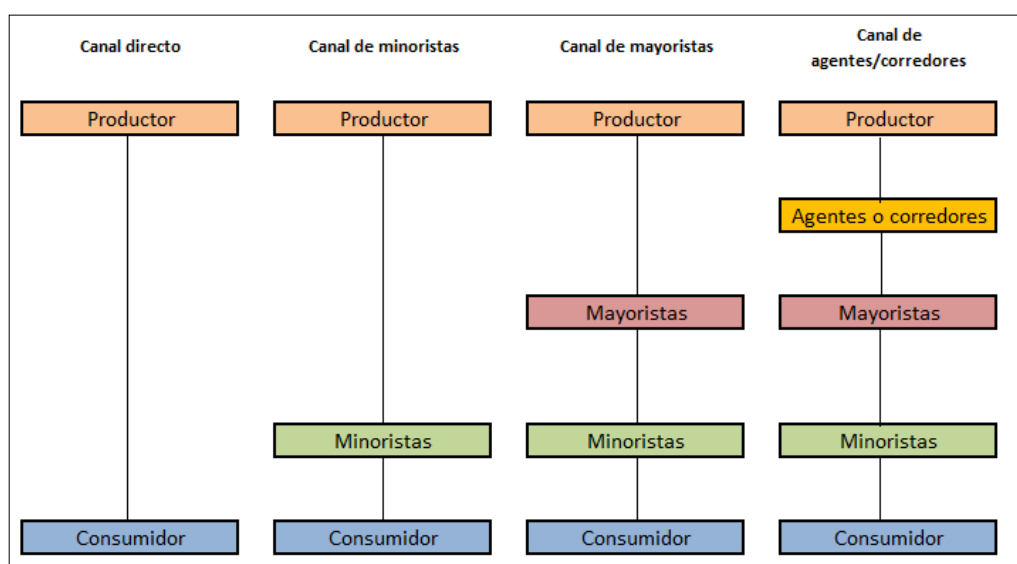 Canal directo
Canal de minoristas
Canal de mayoristas
Canal de
agentes/corredores
Productor
Productor
Productor
Productor
Agentes o corredores
Mayoristas
Mayoristas
Minoristas
Minoristas
Minoristas
Consumidor
Consumidor
Consumidor
Consumidor